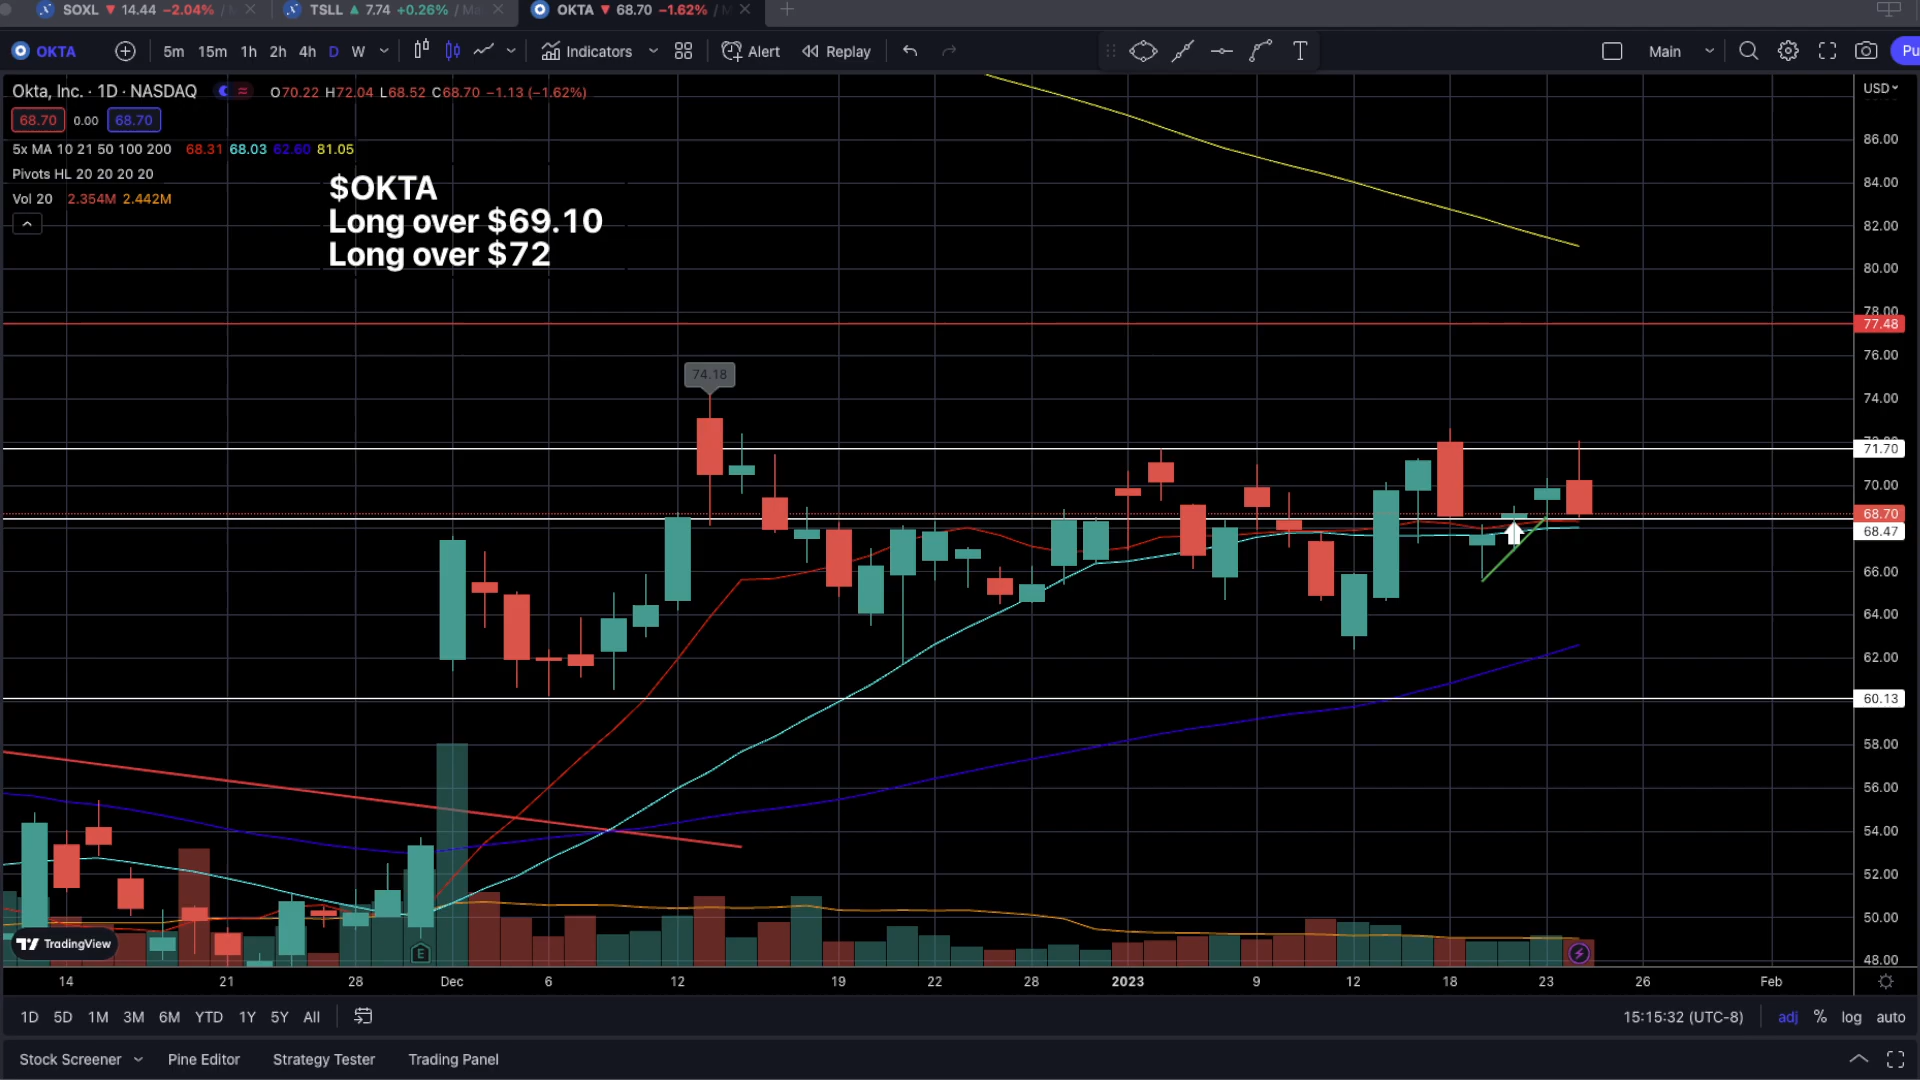 SOXL ▼ 14.44 −2.04% /
TSLL ▲ 7.74 +0.26% /
OKTA ▼ 68.70 −1.62% /
OKTA 5m 15m 1h 2h 4h D W Indicators Alert Replay T Main Pu
Okta, Inc. · 1D · NASDAQ O70.22 H72.04 L68.52 C68.70 −1.13 (−1.62%)
USD
68.70 0.00 68.70
5x MA 10 21 50 100 200 68.31 68.03 62.60 81.05
Pivots HL 20 20 20 20
Vol 20 2.354M 2.442M
$OKTA
Long over $69.10
Long over $72
86.00
84.00
82.00
80.00
78.00
77.48
76.00
74.18
74.00
71.70
70.00
68.70
68.47
66.00
64.00
62.00
60.13
58.00
56.00
54.00
52.00
50.00
48.00
TradingView
E
14 21 28 Dec 6 12 19 22 28 2023 9 12 18 23 26 Feb
1D 5D 1M 3M 6M YTD 1Y 5Y All 15:15:32 (UTC-8) adj % log auto
Stock Screener Pine Editor Strategy Tester Trading Panel